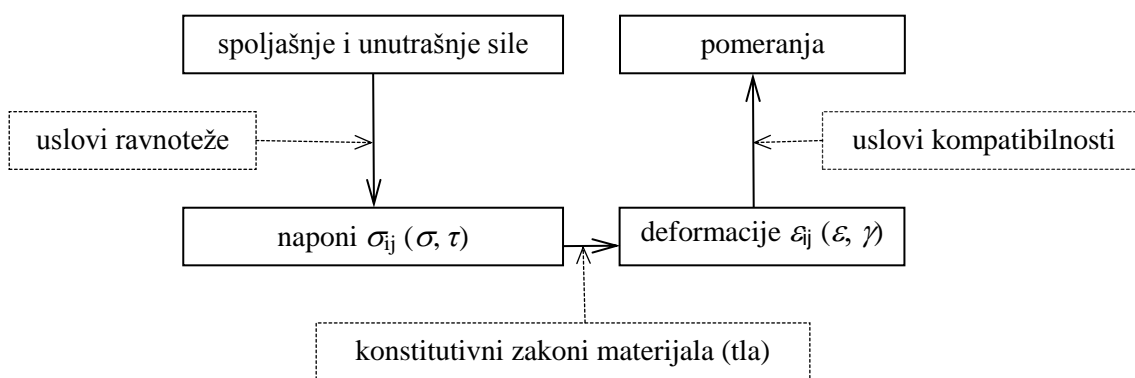 spoljašnje i unutrašnje sile
pomeranja
uslovi ravnoteže
uslovi kompatibilnosti
naponi σij (σ, τ)
deformacije εij (ε, γ)
konstitutivni zakoni materijala (tla)